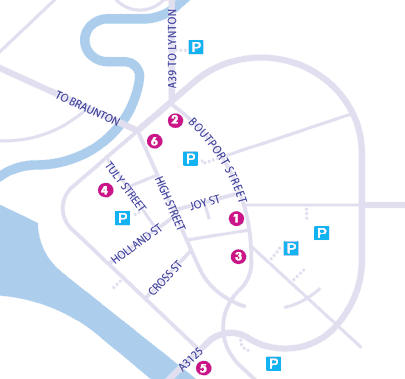 A39 TO LYNTON
P
TO BRAUNTON
2
BOUTPORT STREET
6
P
TULY STREET
HIGH STREET
4
JOY ST
P
1
HOLLAND ST
P
3
P
CROSS ST
A3125
5
P